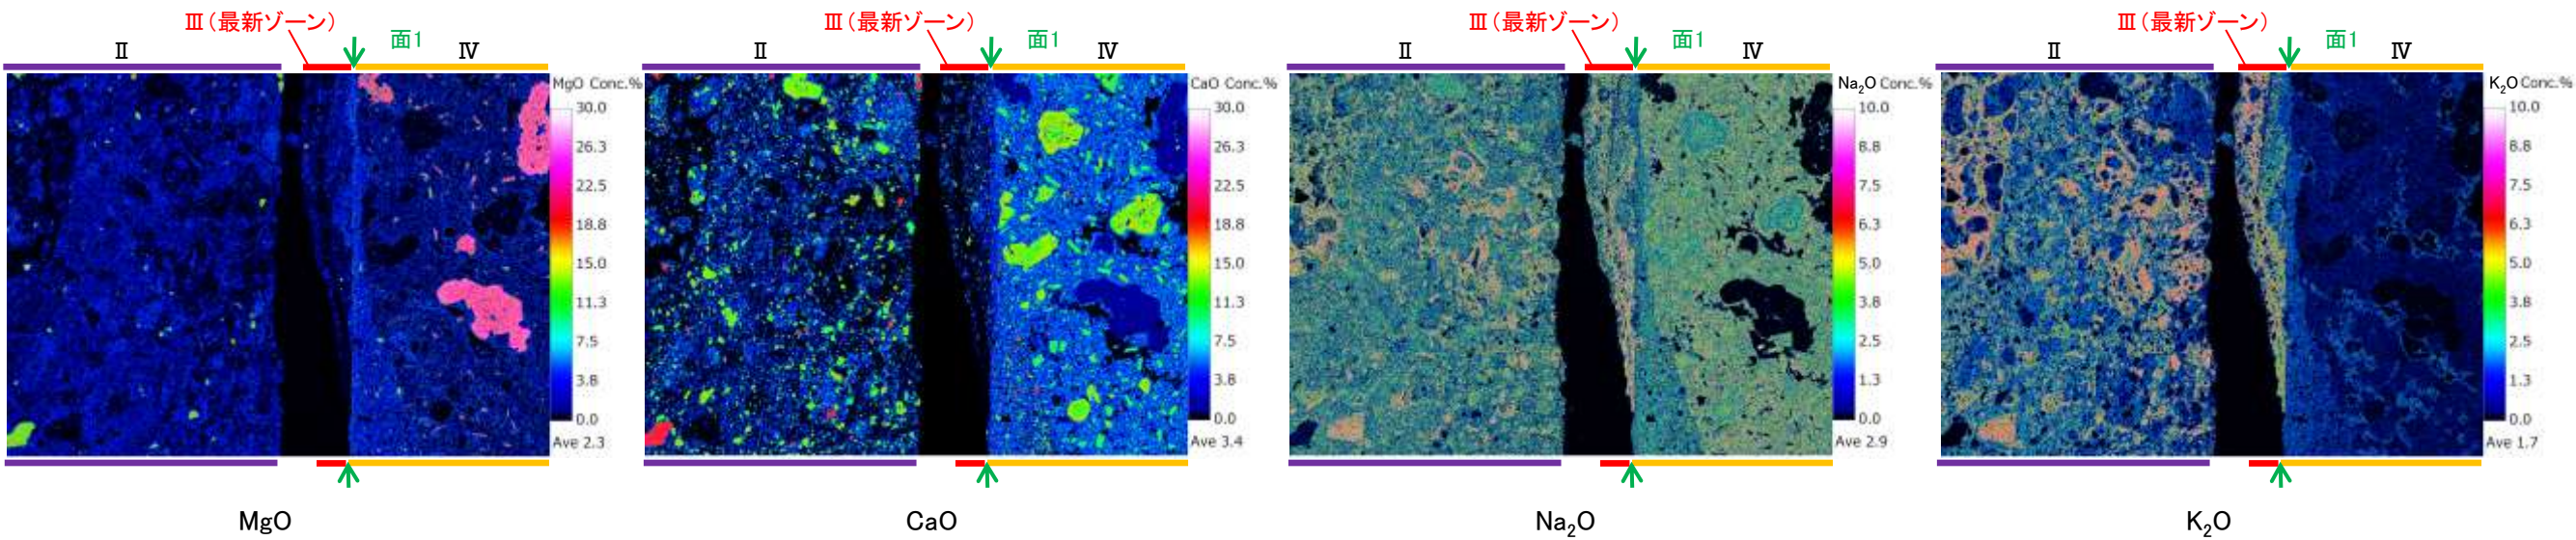 Ⅲ（最新ゾーン）
面1
Ⅱ
Ⅳ
MgO Conc.%
30.0
26.3
22.5
18.8
15.0
11.3
7.5
3.8
0.0
Ave 2.3
MgO
Ⅲ（最新ゾーン）
面1
Ⅱ
Ⅳ
CaO Conc.%
30.0
26.3
22.5
18.8
15.0
11.3
7.5
3.8
0.0
Ave 3.4
CaO
Ⅲ（最新ゾーン）
面1
Ⅱ
Ⅳ
Na₂O Conc.%
10.0
8.8
7.5
6.3
5.0
3.8
2.5
1.3
0.0
Ave 2.9
Na₂O
Ⅲ（最新ゾーン）
面1
Ⅱ
Ⅳ
K₂O Conc.%
10.0
8.8
7.5
6.3
5.0
3.8
2.5
1.3
0.0
Ave 1.7
K₂O